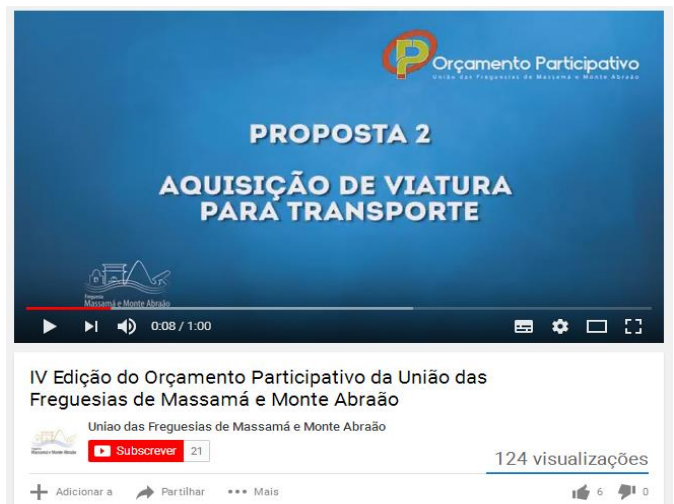 Orçamento Participativo
União das Freguesias de Massamá e Monte Abraão
PROPOSTA 2
AQUISIÇÃO DE VIATURA
PARA TRANSPORTE
Freguesia
Massamá e Monte Abraão
0:08 / 1:00
IV Edição do Orçamento Participativo da União das
Freguesias de Massamá e Monte Abraão
Uniao das Freguesias de Massamá e Monte Abraão
Subscrever 21
124 visualizações
Adicionar a Partilhar Mais 6 0